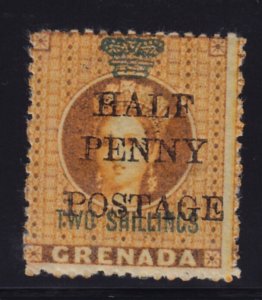 HALF
PENNY
POSTAGE
TWO SHILLINGS
GRENADA